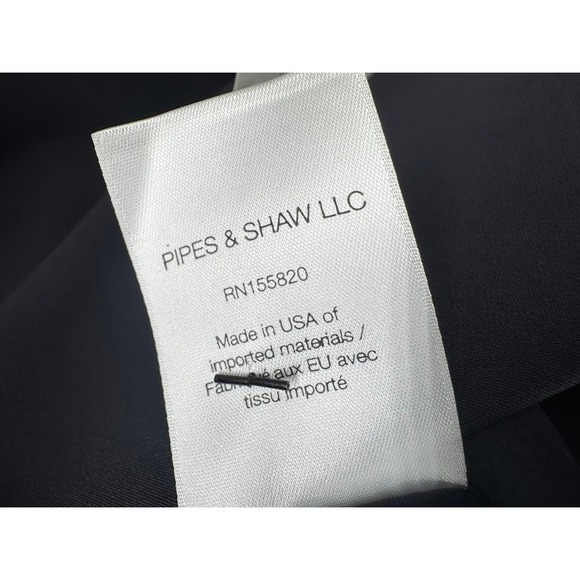 PIPES & SHAW LLC
RN155820
Made in USA of
imported materials /
aux EU avec
tissu importé